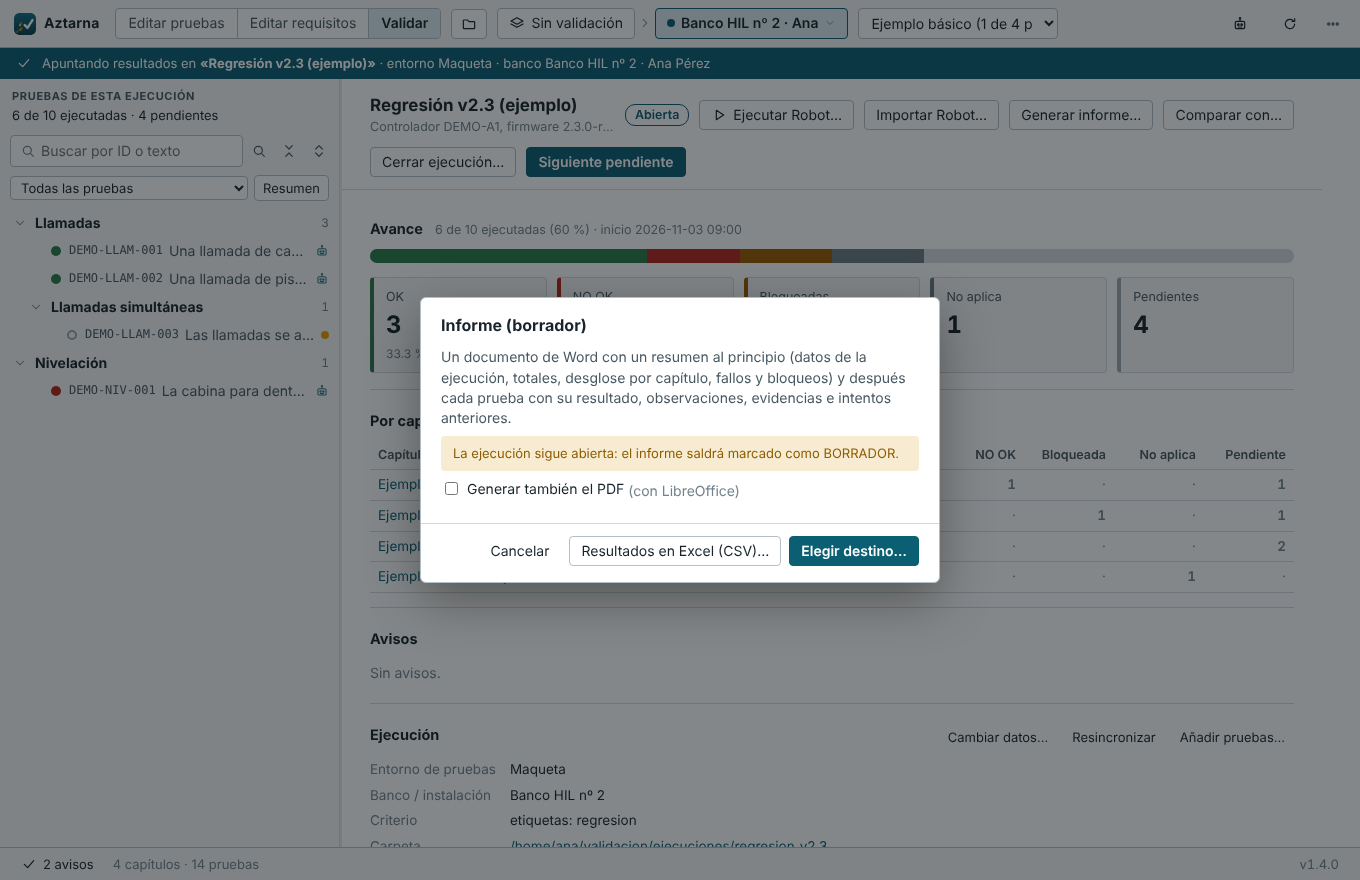 Aztarna
Editar pruebas
Editar requisitos
Validar
Sin validación
Banco HIL nº 2 · Ana
Ejemplo básico (1 de 4 p
Apuntando resultados en «Regresión v2.3 (ejemplo)» · entorno Maqueta · banco Banco HIL nº 2 · Ana Pérez
PRUEBAS DE ESTA EJECUCIÓN
6 de 10 ejecutadas · 4 pendientes
Buscar por ID o texto
Todas las pruebas
Resumen
Llamadas 3
DEMO-LLAM-001 Una llamada de ca...
DEMO-LLAM-002 Una llamada de pis...
Llamadas simultáneas 1
DEMO-LLAM-003 Las llamadas se a...
Nivelación 1
DEMO-NIV-001 La cabina para dent...
Regresión v2.3 (ejemplo)
Controlador DEMO-A1, firmware 2.3.0-r...
Abierta
Ejecutar Robot...
Importar Robot...
Generar informe...
Comparar con...
Cerrar ejecución...
Siguiente pendiente
Avance 6 de 10 ejecutadas (60 %) · inicio 2026-11-03 09:00
OK
3
33.3 %
NO OK
Bloqueadas
No aplica
1
Pendientes
4
Informe (borrador)
Un documento de Word con un resumen al principio (datos de la
ejecución, totales, desglose por capítulo, fallos y bloqueos) y después
cada prueba con su resultado, observaciones, evidencias e intentos
anteriores.
La ejecución sigue abierta: el informe saldrá marcado como BORRADOR.
Generar también el PDF (con LibreOffice)
Cancelar
Resultados en Excel (CSV)...
Elegir destino...
Por cap
Capítul NO OK Bloqueada No aplica Pendiente
Ejempl 1 · · 1
Ejempl · 1 · 1
Ejempl · · · 2
Ejempl · · 1 ·
Avisos
Sin avisos.
Ejecución
Cambiar datos...
Resincronizar
Añadir pruebas...
Entorno de pruebas Maqueta
Banco / instalación Banco HIL nº 2
Criterio etiquetas: regresion
Carpeta /home/ana/validacion/ejecuciones/regresion-v2.3
2 avisos
4 capítulos · 14 pruebas
v1.4.0